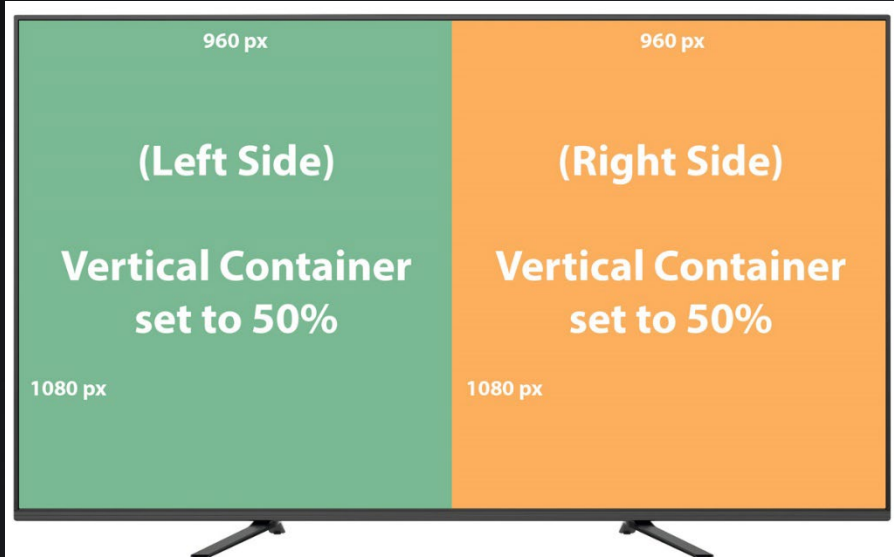 960 px
(Left Side)
Vertical Container
set to 50%
1080 px
960 px
(Right Side)
Vertical Container
set to 50%
1080 px